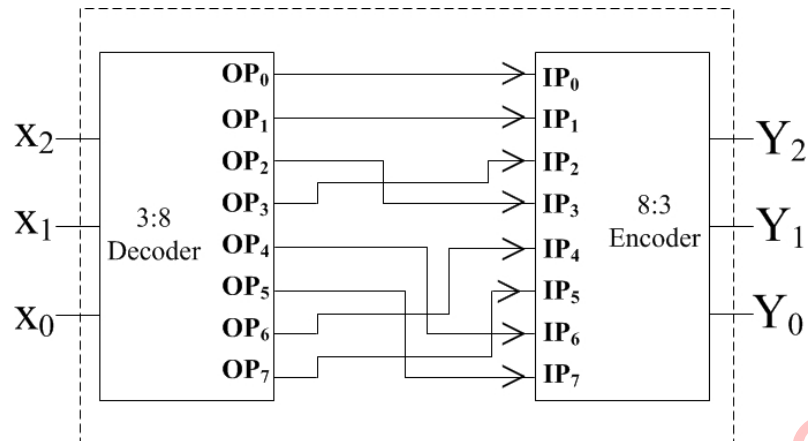 X₂
X₁
X₀
3:8
Decoder
OP₀
OP₁
OP₂
OP₃
OP₄
OP₅
OP₆
OP₇
IP₀
IP₁
IP₂
IP₃
IP₄
IP₅
IP₆
IP₇
8:3
Encoder
Y₂
Y₁
Y₀